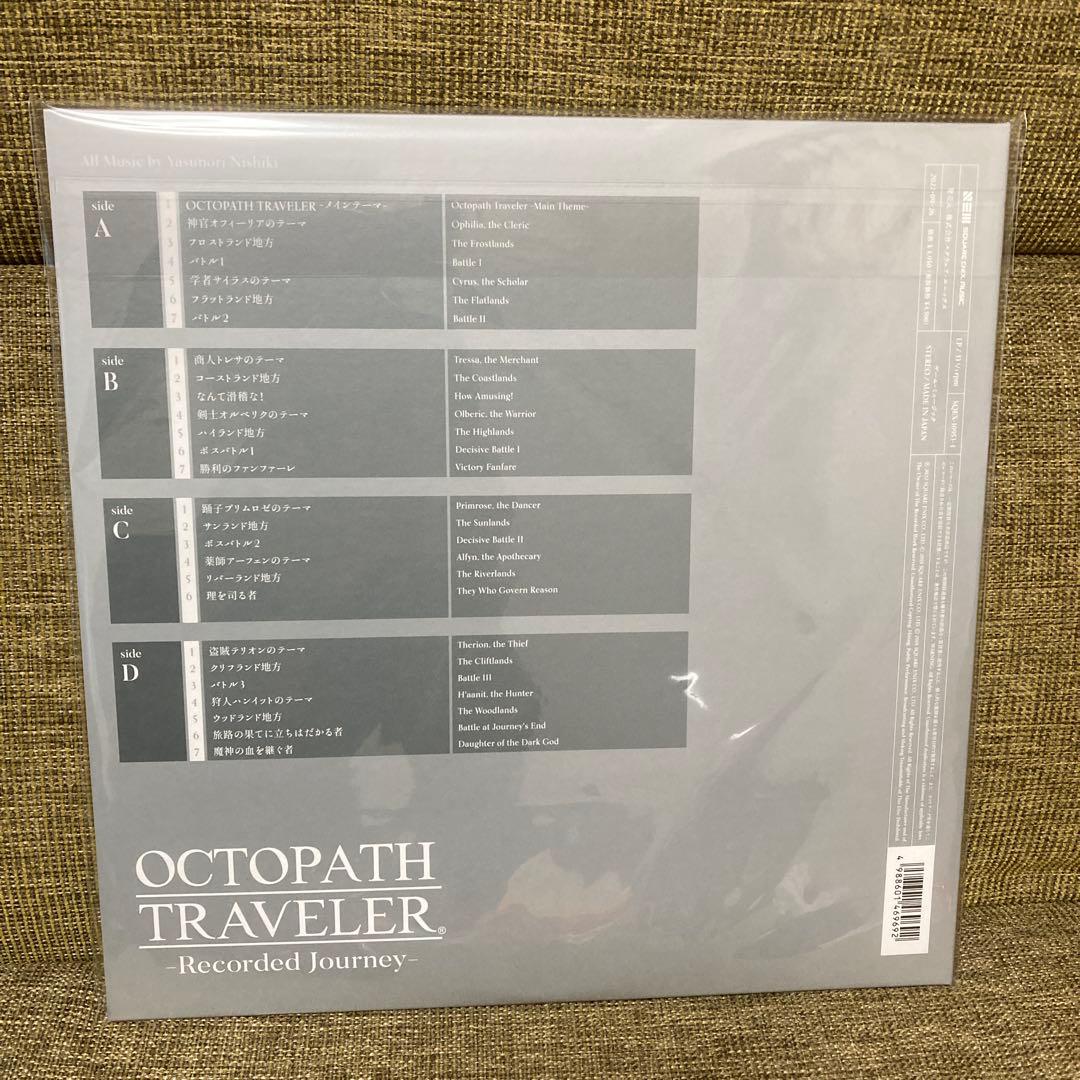 All Music by Yasunori Nishiki
side
A
1 OCTOPATH TRAVELER -メインテーマ- Octopath Traveler -Main Theme-
2 神官オフィーリアのテーマ Ophilia, the Cleric
3 フロストランド地方 The Frostlands
4 バトル1 Battle I
5 学者サイラスのテーマ Cyrus, the Scholar
6 フラットランド地方 The Flatlands
7 バトル2 Battle II
side
B
1 商人トレサのテーマ Tressa, the Merchant
2 コーストランド地方 The Coastlands
3 なんて滑稽な! How Amusing!
4 剣士オルベリクのテーマ Olberic, the Warrior
5 ハイランド地方 The Highlands
6 ボスバトル1 Decisive Battle I
7 勝利のファンファーレ Victory Fanfare
side
C
1 踊子プリムロゼのテーマ Primrose, the Dancer
2 サンランド地方 The Sunlands
3 ボスバトル2 Decisive Battle II
4 薬師アーフェンのテーマ Alfyn, the Apothecary
5 リバーランド地方 The Riverlands
6 理を司る者 They Who Govern Reason
side
D
1 盗賊テリオンのテーマ Therion, the Thief
2 クリフランド地方 The Cliftlands
3 バトル3 Battle III
4 狩人ハンイットのテーマ H'aanit, the Hunter
5 ウッドランド地方 The Woodlands
6 旅路の果てに立ちはだかる者 Battle at Journey's End
7 魔神の血を継ぐ者 Daughter of the Dark God
OCTOPATH
TRAVELER®
-Recorded Journey-
SQUARE ENIX MUSIC
LP / 33 1/3 rpm
ゲームミュージック
STEREO / MADE IN JAPAN
4 988601 469692